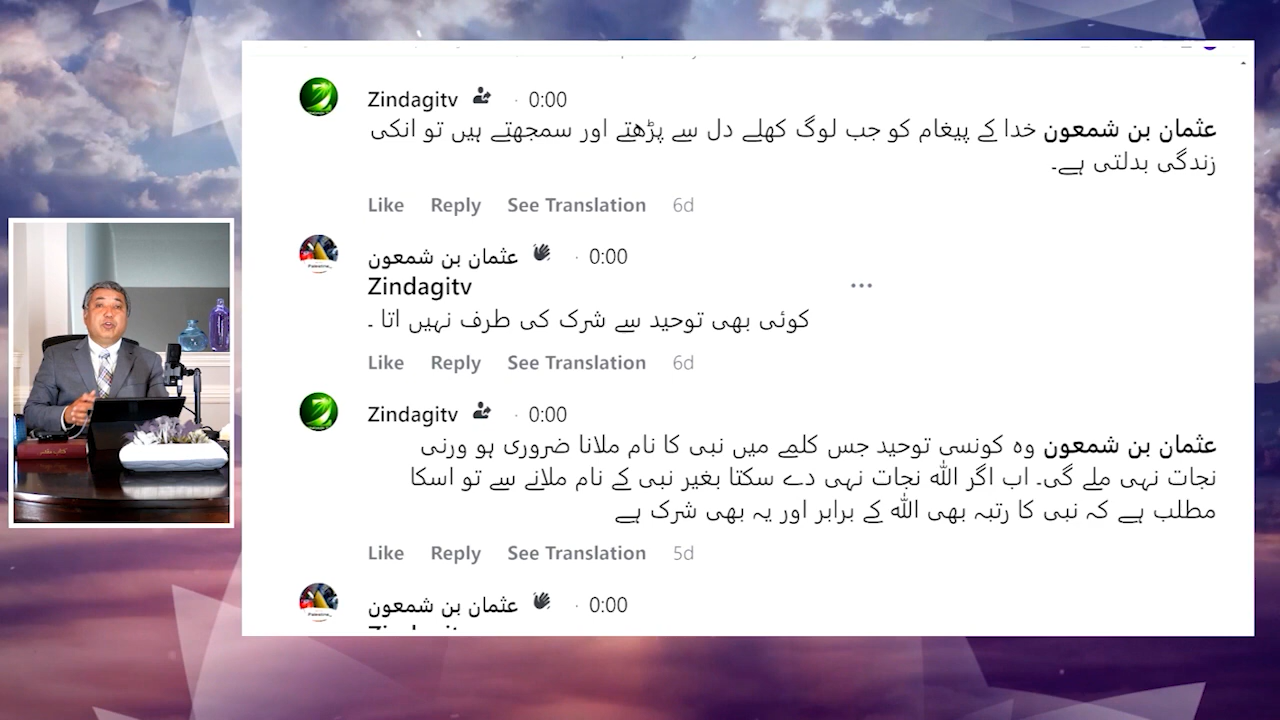 Zindagitv · 0:00
عثمان بن شمعون خدا کے پیغام کو جب لوگ کھلے دل سے پڑھتے اور سمجھتے ہیں تو انکی
زندگی بدلتی ہے۔
Like Reply See Translation 6d
عثمان بن شمعون · 0:00
Zindagitv
کوئی بھی توحید سے شرک کی طرف نہیں اتا ۔
Like Reply See Translation 6d
Zindagitv · 0:00
عثمان بن شمعون وہ کونسی توحید جس کلمے میں نبی کا نام ملانا ضروری ہو ورنی
نجات نہی ملے گی۔ اب اگر اللّٰہ نجات نہی دے سکتا بغیر نبی کے نام ملانے سے تو اسکا
مطلب ہے کہ نبی کا رتبہ بھی اللّٰہ کے برابر اور یہ بھی شرک ہے
Like Reply See Translation 5d
عثمان بن شمعون · 0:00